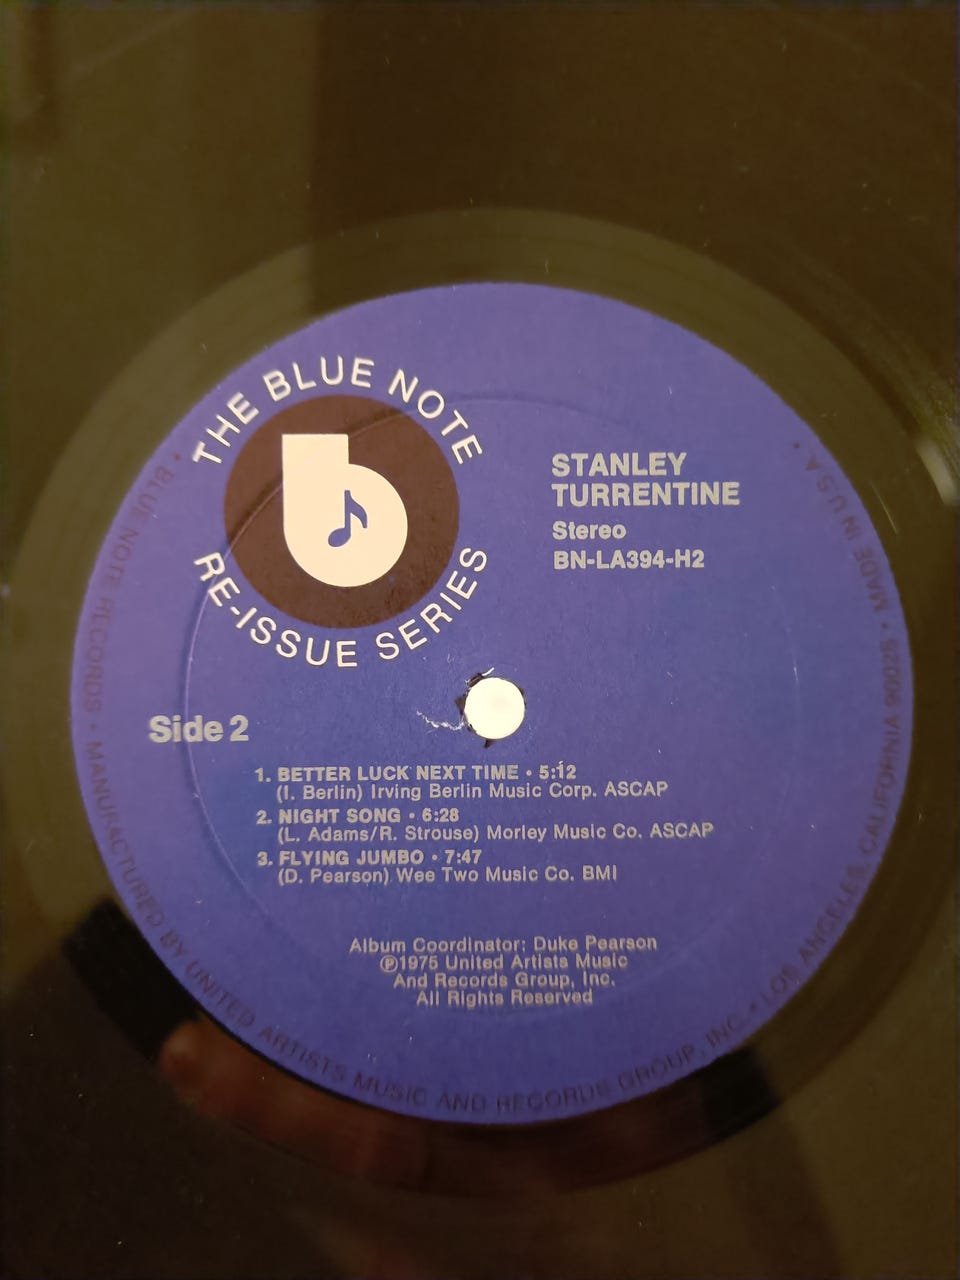 THE BLUE NOTE
RE-ISSUE SERIES
STANLEY
TURRENTINE
Stereo
BN-LA394-H2
Side 2
1. BETTER LUCK NEXT TIME • 5:12
(I. Berlin) Irving Berlin Music Corp. ASCAP
2. NIGHT SONG • 6:28
(L. Adams/R. Strouse) Morley Music Co. ASCAP
3. FLYING JUMBO • 7:47
(D. Pearson) Wee Two Music Co. BMI
Album Coordinator: Duke Pearson
℗1975 United Artists Music
And Records Group, Inc.
All Rights Reserved
• BLUE NOTE RECORDS • MANUFACTURED BY UNITED ARTISTS MUSIC AND RECORDS GROUP, INC. • LOS ANGELES, CALIFORNIA 90025 • MADE IN U.S.A. •